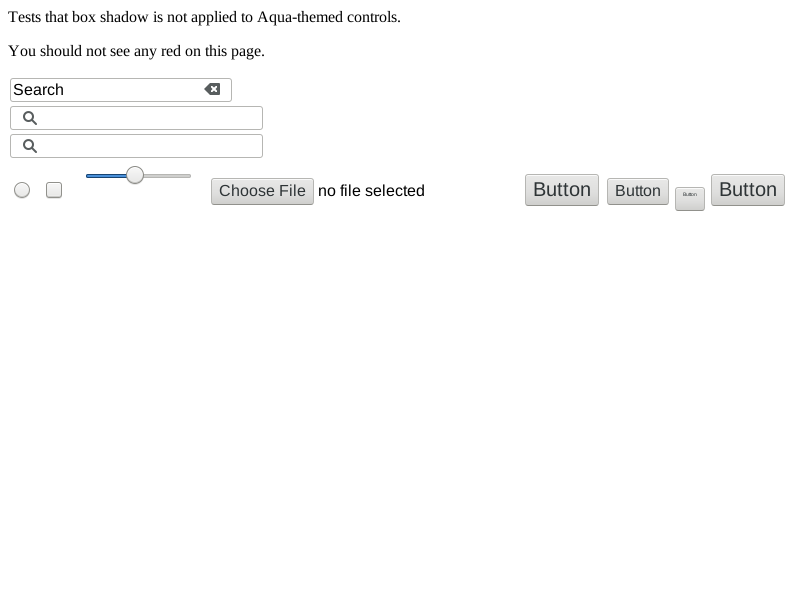 Tests that box shadow is not applied to Aqua-themed controls.
You should not see any red on this page.
Search
Choose File no file selected Button Button Button Button